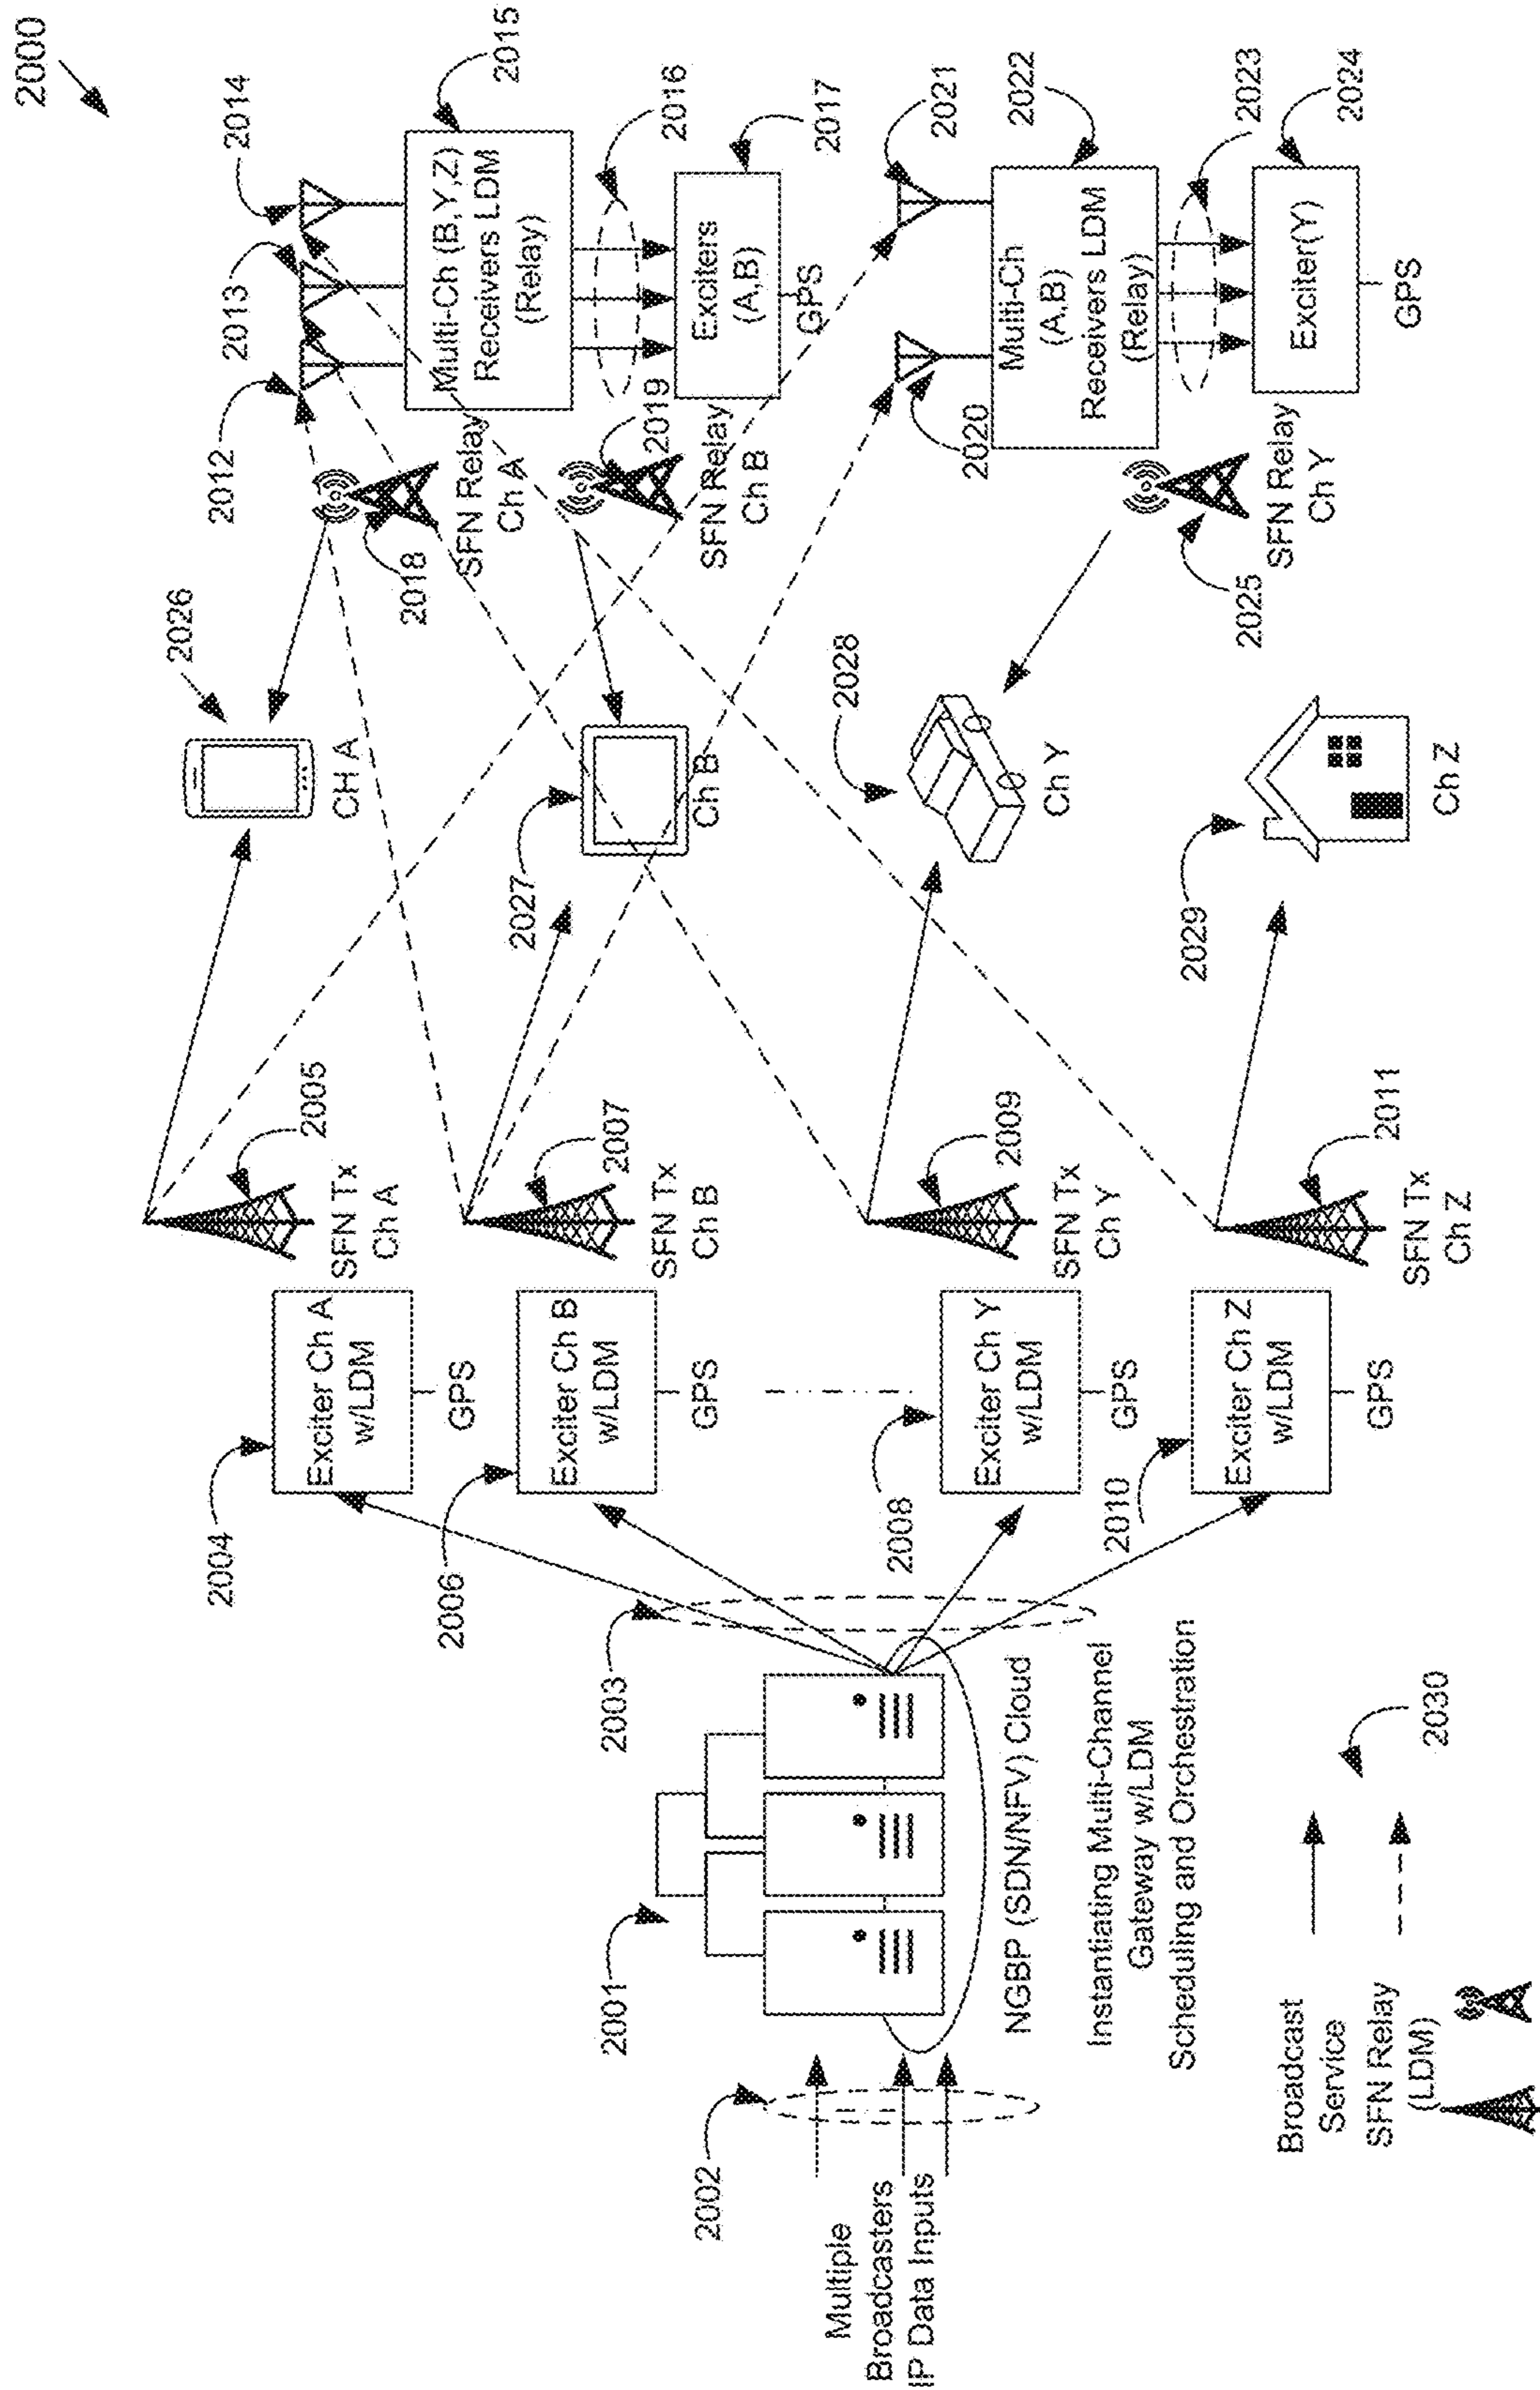 2000
Multiple
Broadcasters
IP Data Inputs
2002
2001
NGBP (SDN/NFV) Cloud
Instantiating Multi-Channel
Gateway w/LDM
Scheduling and Orchestration
2003
2004
Exciter Ch A
w/LDM
GPS
2006
Exciter Ch B
w/LDM
GPS
2008
Exciter Ch Y
w/LDM
GPS
2010
Exciter Ch Z
w/LDM
GPS
2005
SFN Tx
Ch A
2007
SFN Tx
Ch B
2009
SFN Tx
Ch Y
2011
SFN Tx
Ch Z
2026
CH A
2027
Ch B
2028
Ch Y
2029
Ch Z
2012
2013
2014
2015
Multi-Ch (B,Y,Z)
Receivers LDM
(Relay)
2016
2017
Exciters
(A,B)
GPS
2018
SFN Relay
Ch A
2019
SFN Relay
Ch B
2020
2021
2022
Multi-Ch
(A,B)
Receivers LDM
(Relay)
2023
2024
Exciter(Y)
GPS
2025
SFN Relay
Ch Y
Broadcast
Service
SFN Relay
(LDM)
2030